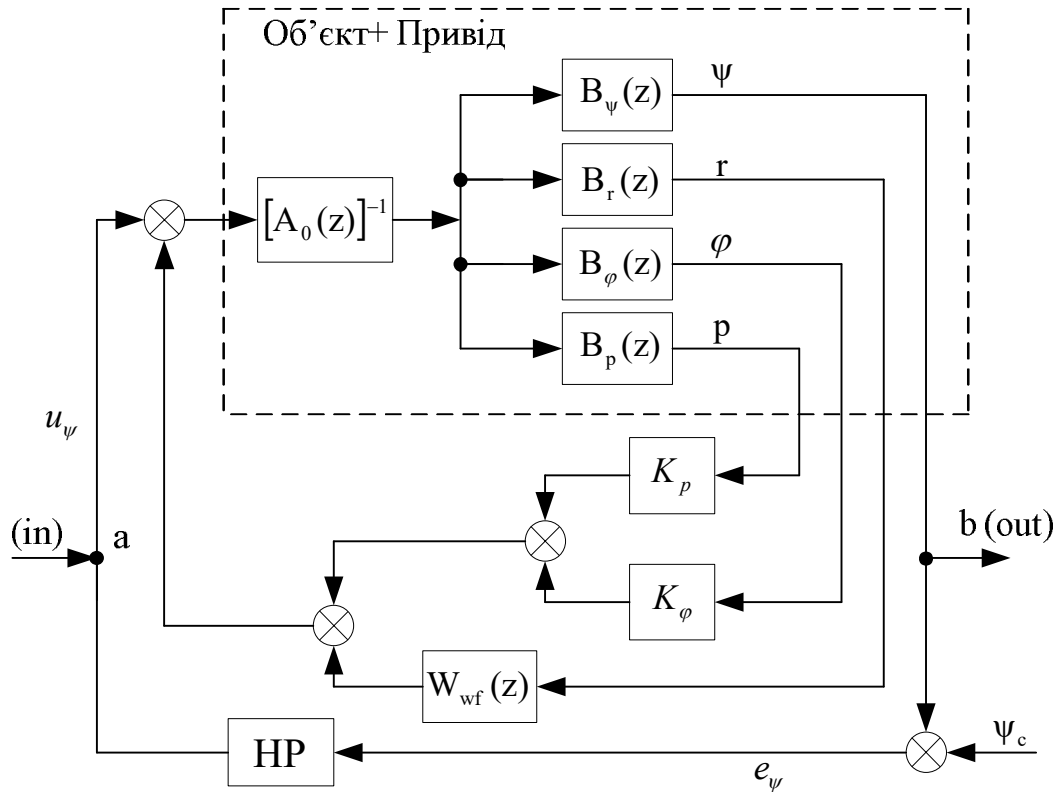 Об’єкт+ Привід
B_ψ(z)
ψ
B_r(z)
r
[A_0(z)]^{-1}
B_φ(z)
φ
B_p(z)
p
u_ψ
K_p
(in)
a
b (out)
K_φ
W_wf(z)
HP
e_ψ
ψ_c